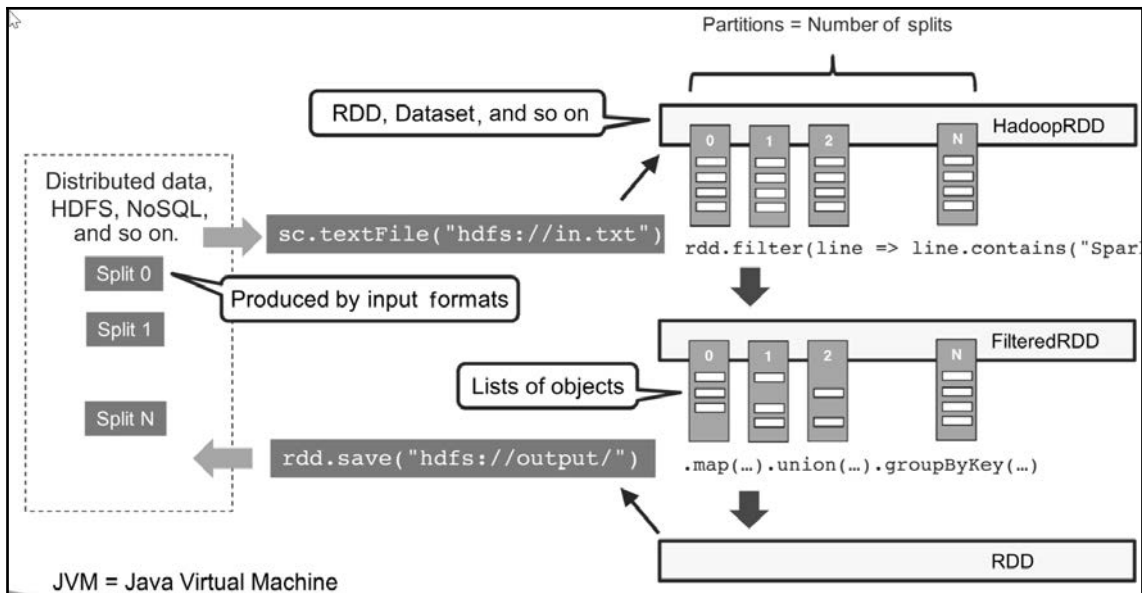 Partitions = Number of splits
RDD, Dataset, and so on
HadoopRDD
0
1
2
N
Distributed data,
HDFS, NoSQL,
and so on.
sc.textFile("hdfs://in.txt")
rdd.filter(line => line.contains("Spar
Split 0
Produced by input formats
Split 1
FilteredRDD
0
1
2
N
Lists of objects
Split N
rdd.save("hdfs://output/")
.map(…).union(…).groupByKey(…)
RDD
JVM = Java Virtual Machine